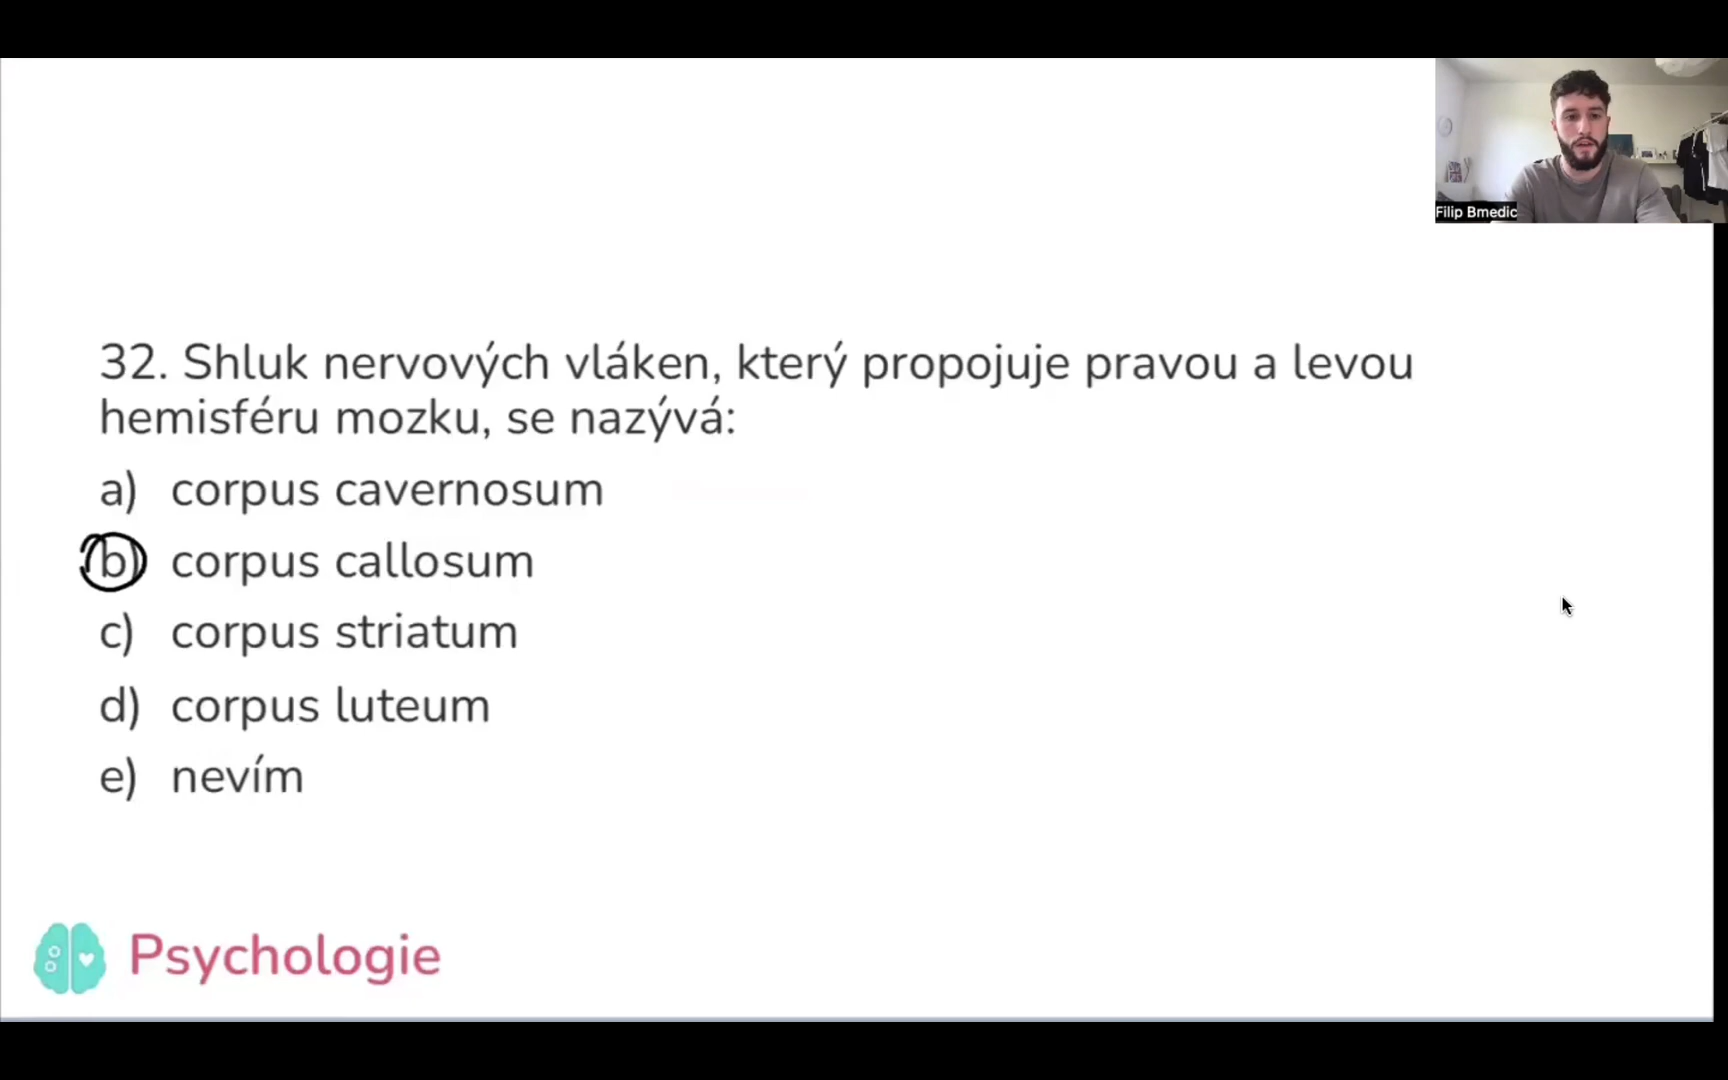 Filip Bmedic
32. Shluk nervových vláken, který propojuje pravou a levou
hemisféru mozku, se nazývá:
a) corpus cavernosum
b) corpus callosum
c) corpus striatum
d) corpus luteum
e) nevím
Psychologie